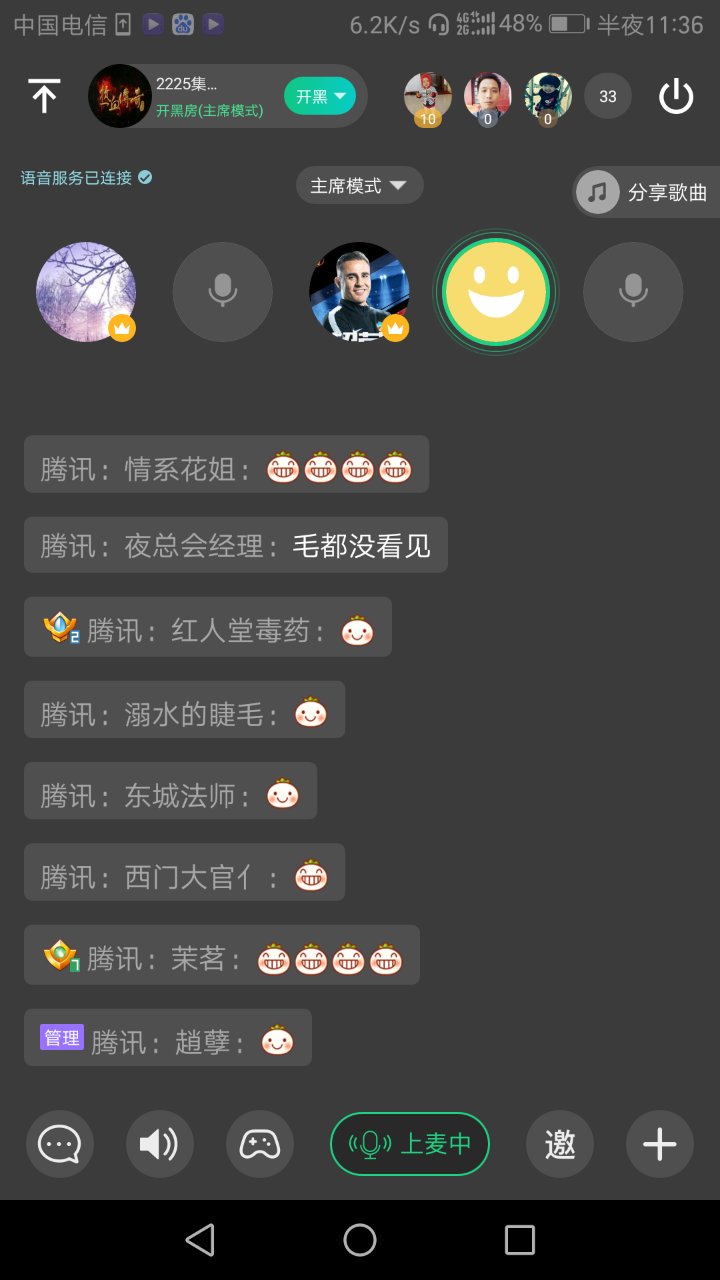 中国电信 6.2K/s 4G 2G 48% 半夜11:36
2225集...
开黑房(主席模式)
开黑
10 0 0 33
语音服务已连接
主席模式
分享歌曲
腾讯：情系花姐：
腾讯：夜总会经理：毛都没看见
2 腾讯：红人堂毒药：
腾讯：溺水的睫毛：
腾讯：东城法师：
腾讯：西门大官亻：
1 腾讯：茉茗：
管理 腾讯：趙孽：
上麦中 邀